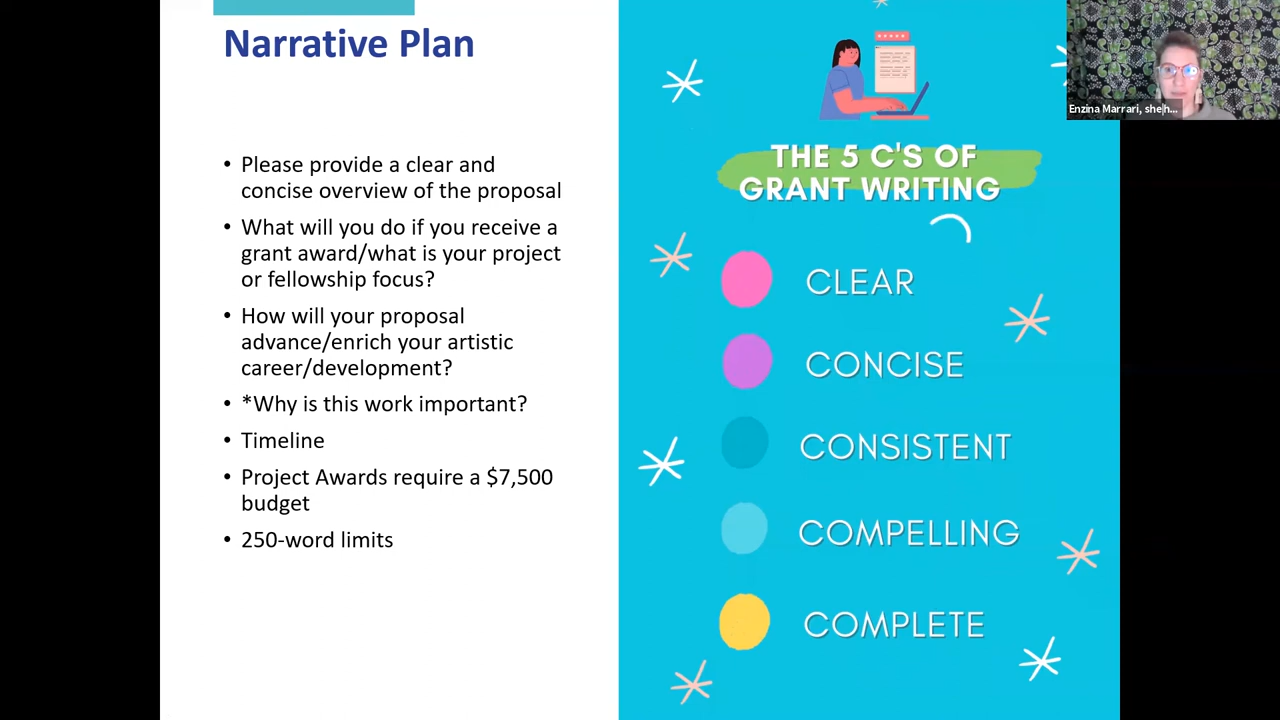 Narrative Plan
• Please provide a clear and
concise overview of the proposal
• What will you do if you receive a
grant award/what is your project
or fellowship focus?
• How will your proposal
advance/enrich your artistic
career/development?
• *Why is this work important?
• Timeline
• Project Awards require a $7,500
budget
• 250-word limits
THE 5 C'S OF
GRANT WRITING
CLEAR
CONCISE
CONSISTENT
COMPELLING
COMPLETE
Enzina Marrari, she|h...